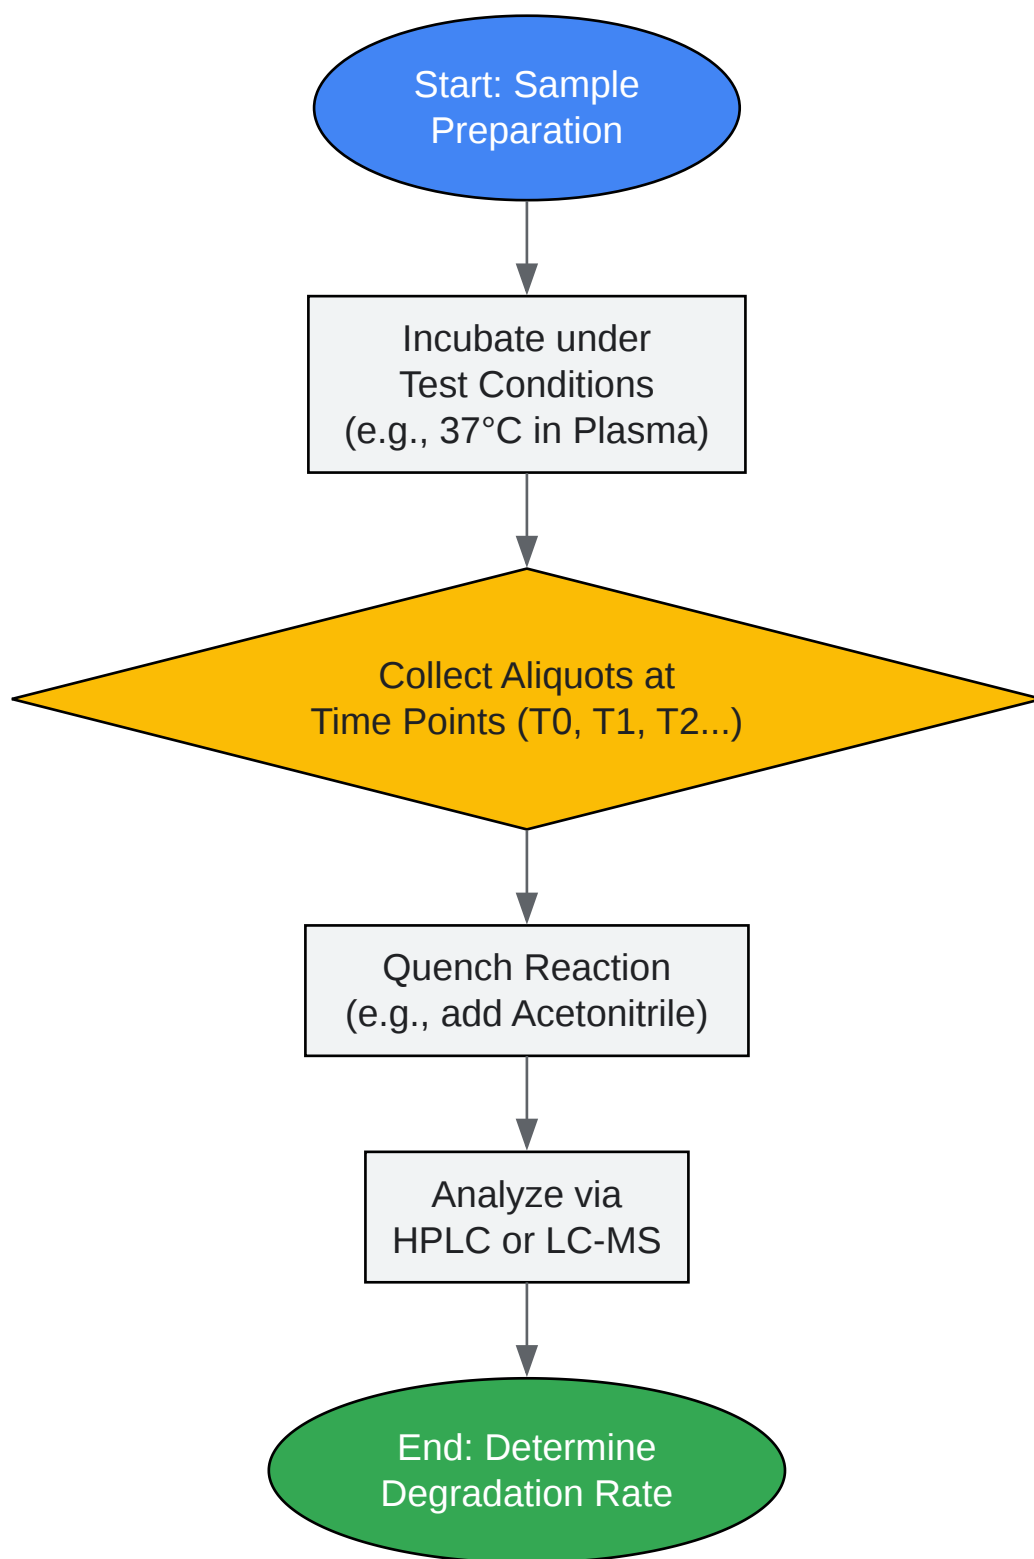 Start: Sample
Preparation
Incubate under
Test Conditions
(e.g., 37°C in Plasma)
Collect Aliquots at
Time Points (T0, T1, T2...)
Quench Reaction
(e.g., add Acetonitrile)
Analyze via
HPLC or LC-MS
End: Determine
Degradation Rate